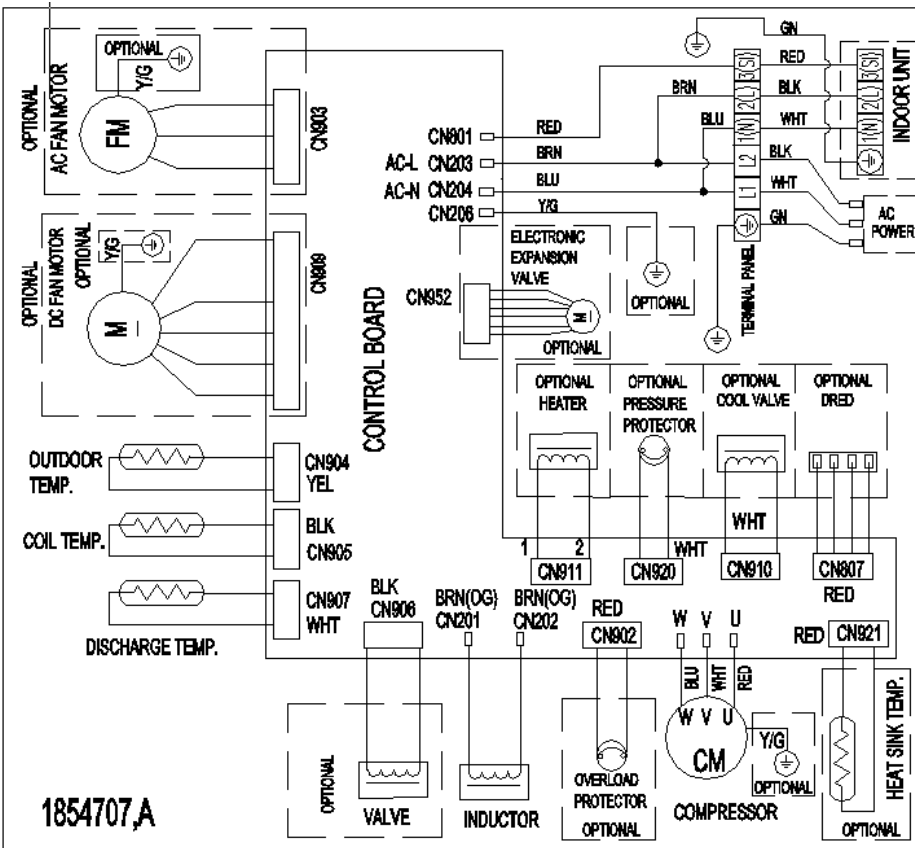 OPTIONAL
AC FAN MOTOR
OPTIONAL
Y/G
FM
CN903
OPTIONAL
DC FAN MOTOR
OPTIONAL
Y/G
M
CN909
CONTROL BOARD
CN801
RED
AC-L CN203
BRN
AC-N CN204
BLU
CN206
Y/G
OPTIONAL
BRN
BLU
3(SI)
2(L)
1(N)
L2
L1
TERMINAL PANEL
GN
RED
BLK
WHT
BLK
WHT
GN
3(SI)
2(L)
1(N)
INDOOR UNIT
AC
POWER
ELECTRONIC
EXPANSION
VALVE
CN952
M
OPTIONAL
OPTIONAL
HEATER
OPTIONAL
PRESSURE
PROTECTOR
OPTIONAL
COOL VALVE
OPTIONAL
DRED
1
2
WHT
WHT
CN911
CN920
CN910
CN807
RED
OUTDOOR
TEMP.
CN904
YEL
COIL TEMP.
BLK
CN905
CN907
WHT
DISCHARGE TEMP.
BLK
CN906
BRN(OG)
CN201
BRN(OG)
CN202
RED
CN902
W V U
RED
CN921
BLU
WHT
RED
W V U
CM
Y/G
OPTIONAL
COMPRESSOR
HEAT SINK TEMP.
OPTIONAL
OPTIONAL
VALVE
INDUCTOR
OVERLOAD
PROTECTOR
OPTIONAL
1854707,A